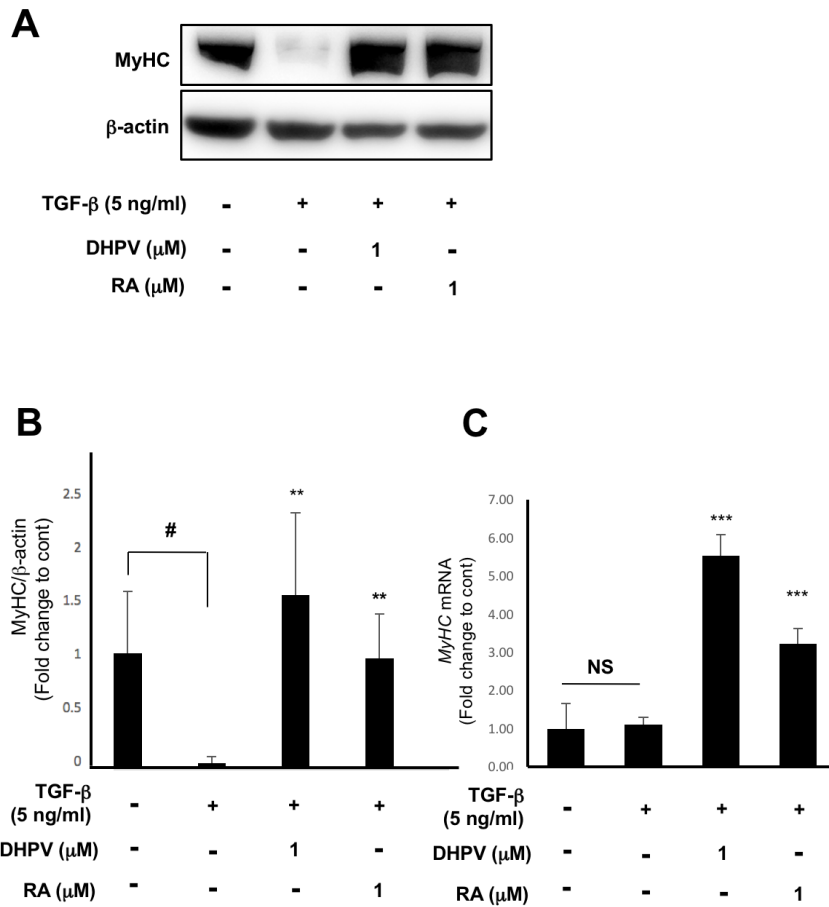 A
MyHC
β-actin
TGF-β (5 ng/ml) - + + +
DHPV (μM) - - 1 -
RA (μM) - - - 1
B
MyHC/β-actin
(Fold change to cont)
2.5
2
1.5
1
0.5
0
#
**
**
TGF-β
(5 ng/ml) - + + +
DHPV (μM) - - 1 -
RA (μM) - - - 1
C
MyHC mRNA
(Fold change to cont)
7.00
6.00
5.00
4.00
3.00
2.00
1.00
0.00
NS
***
***
TGF-β
(5 ng/ml) - + + +
DHPV (μM) - - 1 -
RA (μM) - - - 1